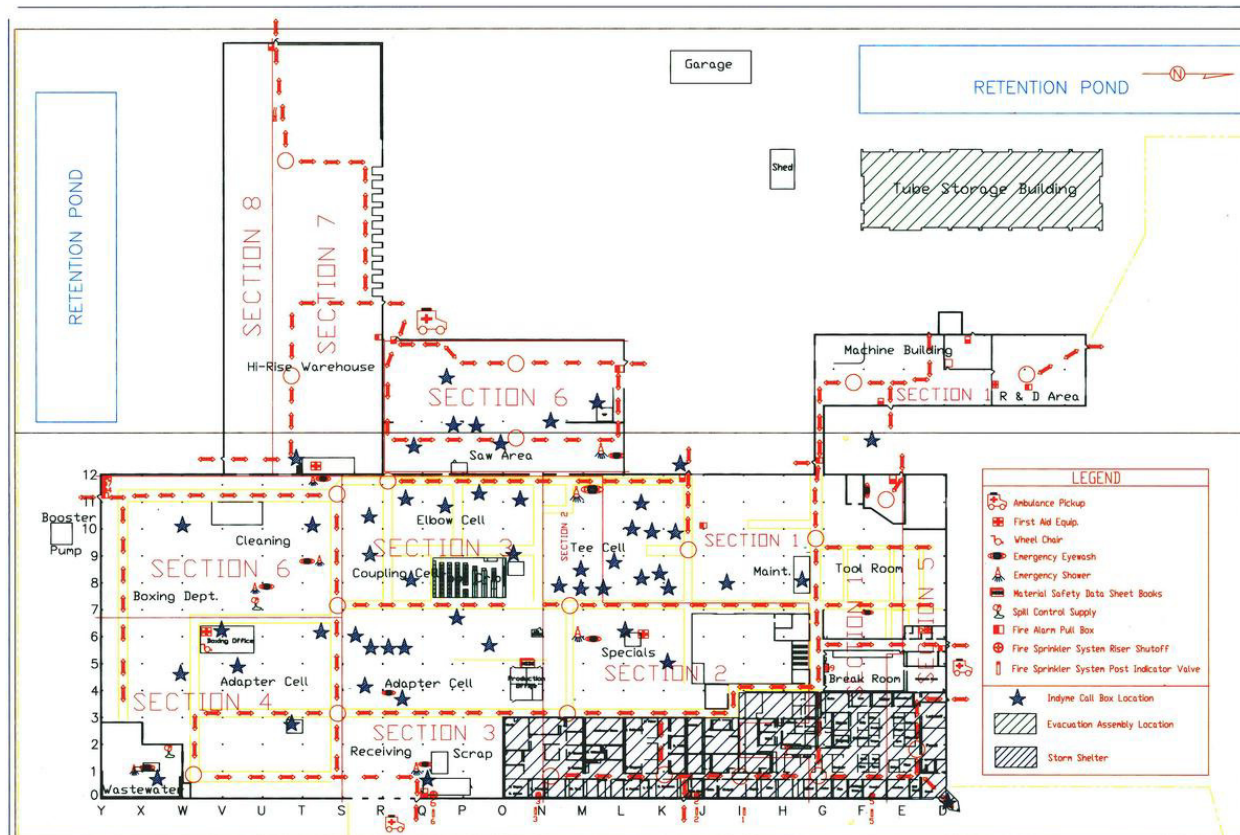 Garage
RETENTION POND
N
RETENTION POND
Shed
Tube Storage Building
SECTION 8
SECTION 7
Hi-Rise Warehouse
SECTION 6
Saw Area
Machine Building
SECTION 1
R & D Area
12
11
10
9
8
7
6
5
4
3
2
1
0
Booster
Pump
Cleaning
SECTION 6
Boxing Dept.
Elbow Cell
SECTION 3
Coupling Cell
SECTION 2
Tee Cell
SECTION 1
Maint.
Tool Room
SECTION 1
SECTION 5
Boxing Office
Adapter Cell
SECTION 4
Adapter Cell
Production
Office
Specials
SECTION 2
Break Room
SECTION 5
SECTION 3
Receiving
Scrap
Wastewater
Y X W V U T S R Q P O N M L K J I H G F E D
LEGEND
Ambulance Pickup
First Aid Equip.
Wheel Chair
Emergency Eyewash
Emergency Shower
Material Safety Data Sheet Books
Spill Control Supply
Fire Alarm Pull Box
Fire Sprinkler System Riser Shutoff
Fire Sprinkler System Post Indicator Valve
Indyme Call Box Location
Evacuation Assembly Location
Storm Shelter